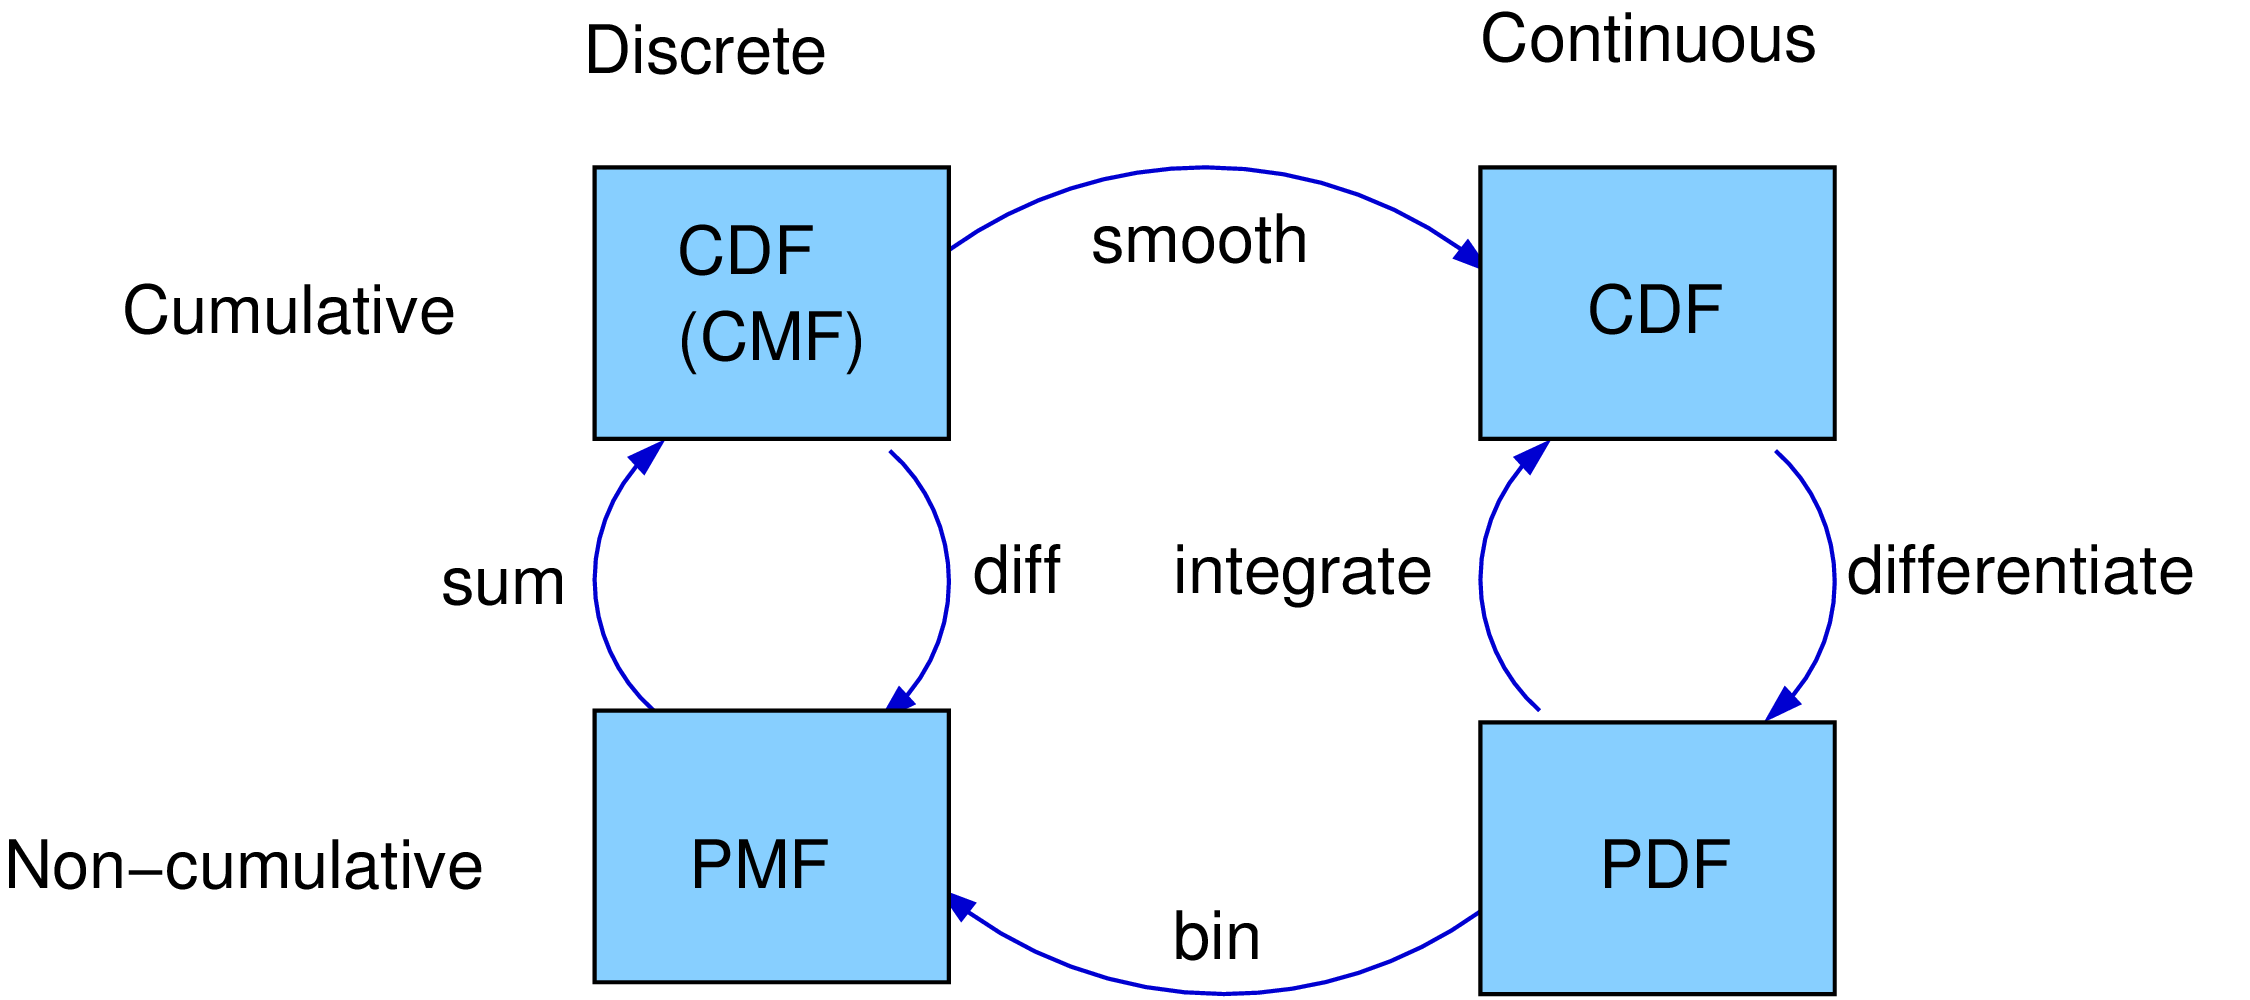 Discrete
Continuous
CDF
(CMF)
smooth
CDF
Cumulative
sum
diff
integrate
differentiate
Non−cumulative
PMF
PDF
bin